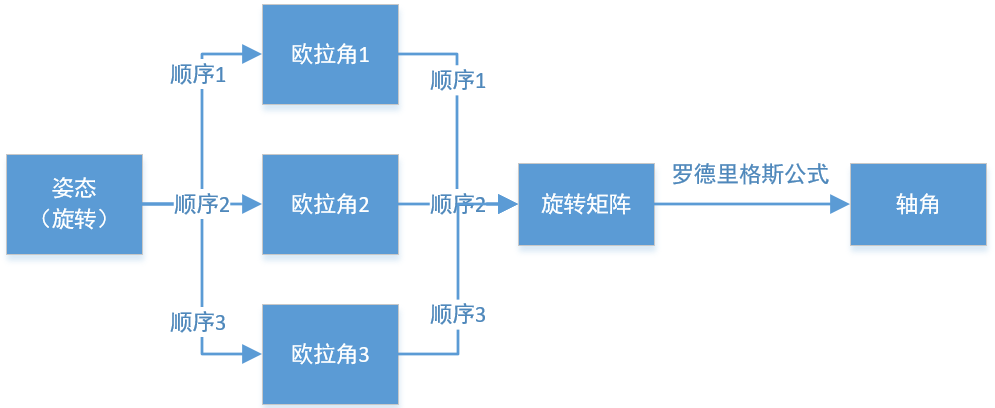 欧拉角1
顺序1
顺序1
姿态
（旋转）
顺序2
欧拉角2
顺序2
旋转矩阵
罗德里格斯公式
轴角
顺序3
欧拉角3
顺序3